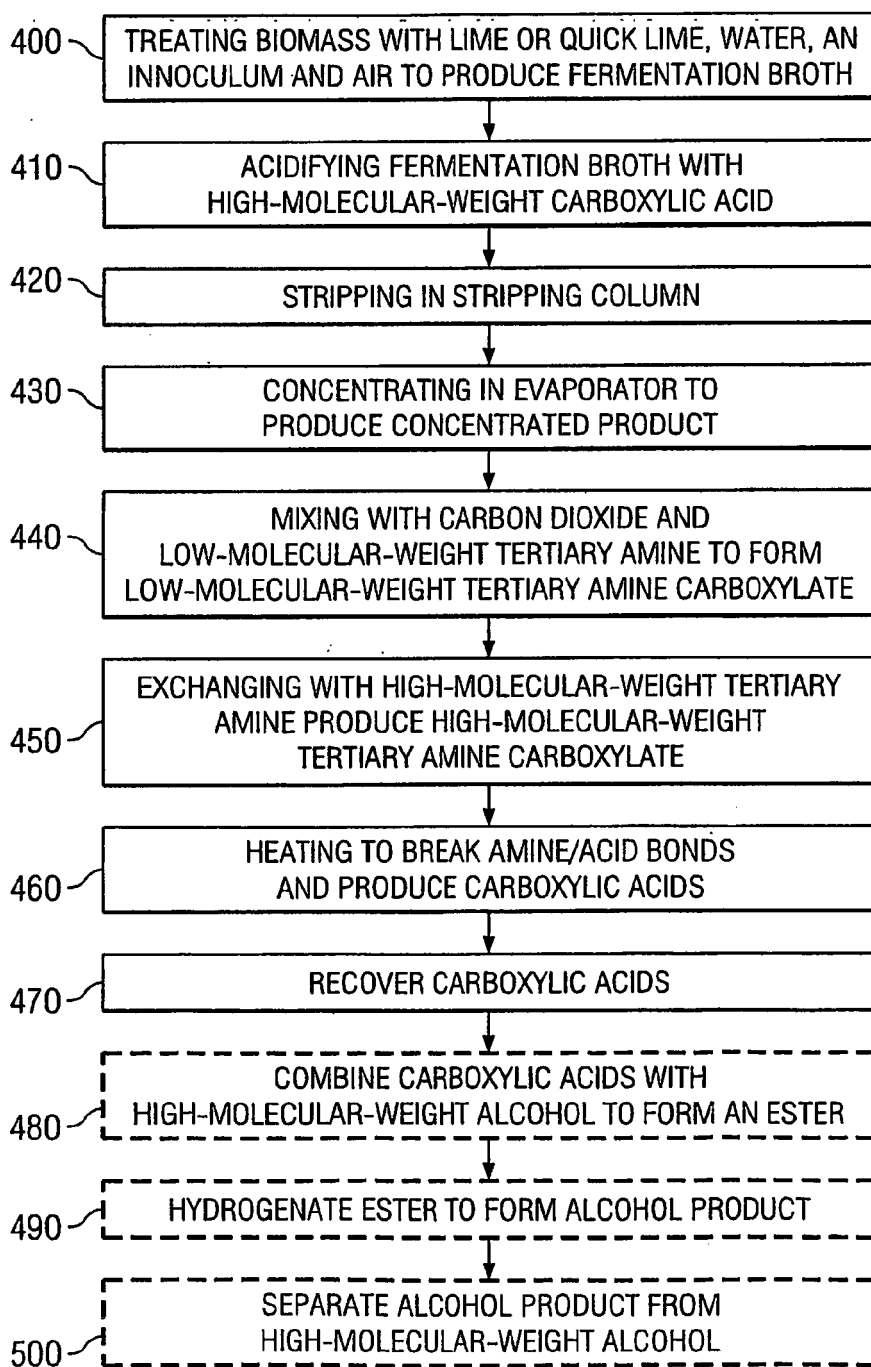 400
TREATING BIOMASS WITH LIME OR QUICK LIME, WATER, AN
INNOCULUM AND AIR TO PRODUCE FERMENTATION BROTH
410
ACIDIFYING FERMENTATION BROTH WITH
HIGH-MOLECULAR-WEIGHT CARBOXYLIC ACID
420
STRIPPING IN STRIPPING COLUMN
430
CONCENTRATING IN EVAPORATOR TO
PRODUCE CONCENTRATED PRODUCT
440
MIXING WITH CARBON DIOXIDE AND
LOW-MOLECULAR-WEIGHT TERTIARY AMINE TO FORM
LOW-MOLECULAR-WEIGHT TERTIARY AMINE CARBOXYLATE
450
EXCHANGING WITH HIGH-MOLECULAR-WEIGHT TERTIARY
AMINE PRODUCE HIGH-MOLECULAR-WEIGHT
TERTIARY AMINE CARBOXYLATE
460
HEATING TO BREAK AMINE/ACID BONDS
AND PRODUCE CARBOXYLIC ACIDS
470
RECOVER CARBOXYLIC ACIDS
480
COMBINE CARBOXYLIC ACIDS WITH
HIGH-MOLECULAR-WEIGHT ALCOHOL TO FORM AN ESTER
490
HYDROGENATE ESTER TO FORM ALCOHOL PRODUCT
500
SEPARATE ALCOHOL PRODUCT FROM
HIGH-MOLECULAR-WEIGHT ALCOHOL